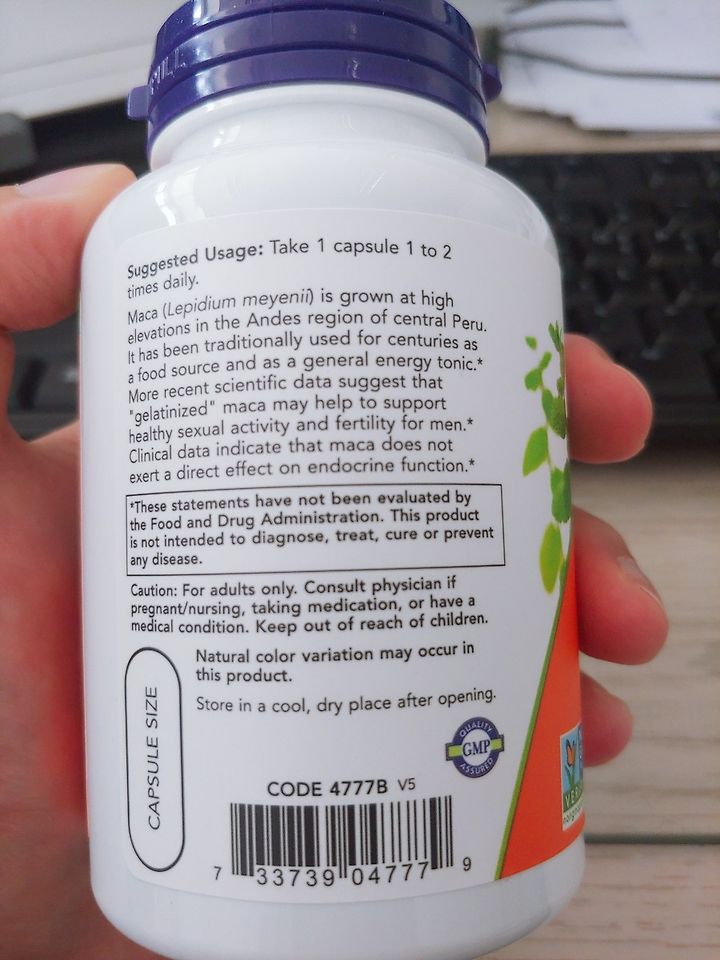 Suggested Usage: Take 1 capsule 1 to 2
times daily.
Maca (Lepidium meyenii) is grown at high
elevations in the Andes region of central Peru.
It has been traditionally used for centuries as
a food source and as a general energy tonic.*
More recent scientific data suggest that
"gelatinized" maca may help to support
healthy sexual activity and fertility for men.*
Clinical data indicate that maca does not
exert a direct effect on endocrine function.*
*These statements have not been evaluated by
the Food and Drug Administration. This product
is not intended to diagnose, treat, cure or prevent
any disease.
Caution: For adults only. Consult physician if
pregnant/nursing, taking medication, or have a
medical condition. Keep out of reach of children.
Natural color variation may occur in
this product.
Store in a cool, dry place after opening.
CAPSULE SIZE
QUALITY
GMP
ASSURED
CODE 4777B V5
7 33739 04777 9